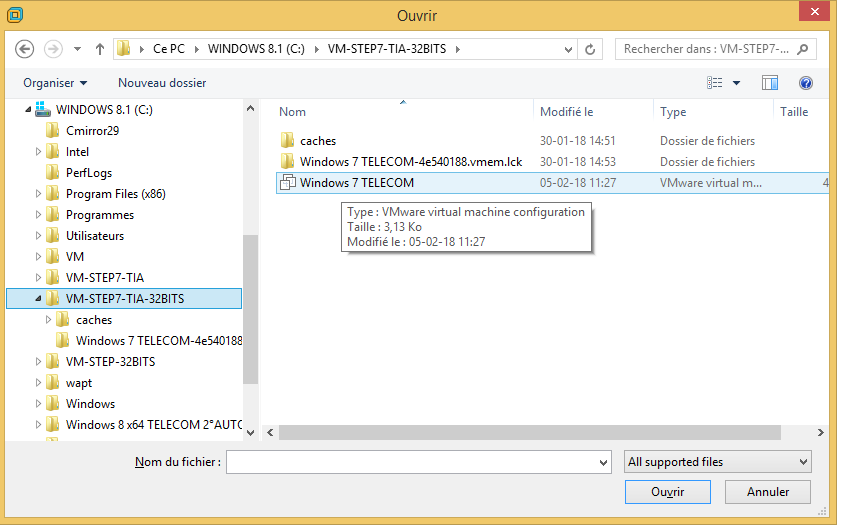 Ouvrir
Ce PC WINDOWS 8.1 (C:) VM-STEP7-TIA-32BITS Rechercher dans : VM-STEP7-...
Organiser Nouveau dossier
WINDOWS 8.1 (C:)
Cmirror29
Intel
PerfLogs
Program Files (x86)
Programmes
Utilisateurs
VM
VM-STEP7-TIA
VM-STEP7-TIA-32BITS
caches
Windows 7 TELECOM-4e540188
VM-STEP-32BITS
wapt
Windows
Windows 8 x64 TELECOM 2°AUTO
Nom Modifié le Type Taille
caches 30-01-18 14:51 Dossier de fichiers
Windows 7 TELECOM-4e540188.vmem.lck 30-01-18 14:53 Dossier de fichiers
Windows 7 TELECOM 05-02-18 11:27 VMware virtual m... 4
Type : VMware virtual machine configuration
Taille : 3,13 Ko
Modifié le : 05-02-18 11:27
Nom du fichier : All supported files
Ouvrir Annuler